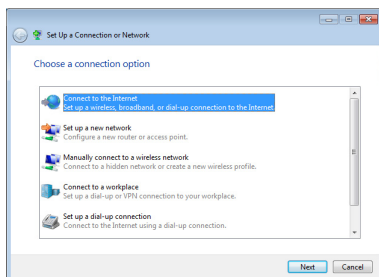 Set Up a Connection or Network
Choose a connection option
Connect to the Internet
Set up a wireless, broadband, or dial-up connection to the Internet.
Set up a new network
Configure a new router or access point.
Manually connect to a wireless network
Connect to a hidden network or create a new wireless profile.
Connect to a workplace
Set up a dial-up or VPN connection to your workplace.
Set up a dial-up connection
Connect to the Internet using a dial-up connection.
Next
Cancel